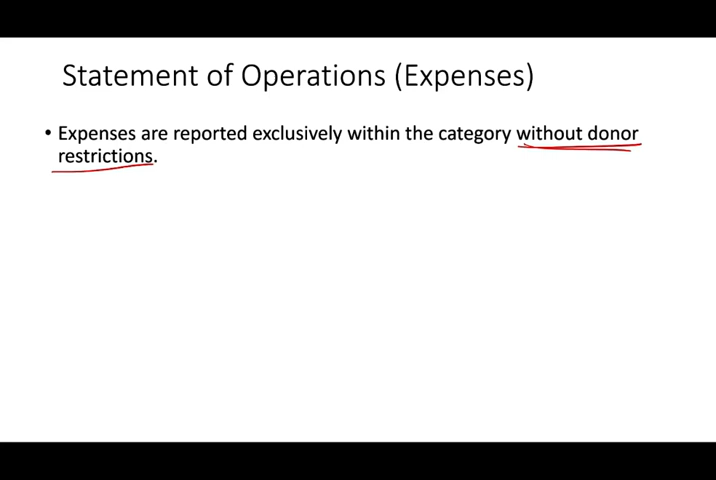 Statement of Operations (Expenses)
• Expenses are reported exclusively within the category without donor
restrictions.